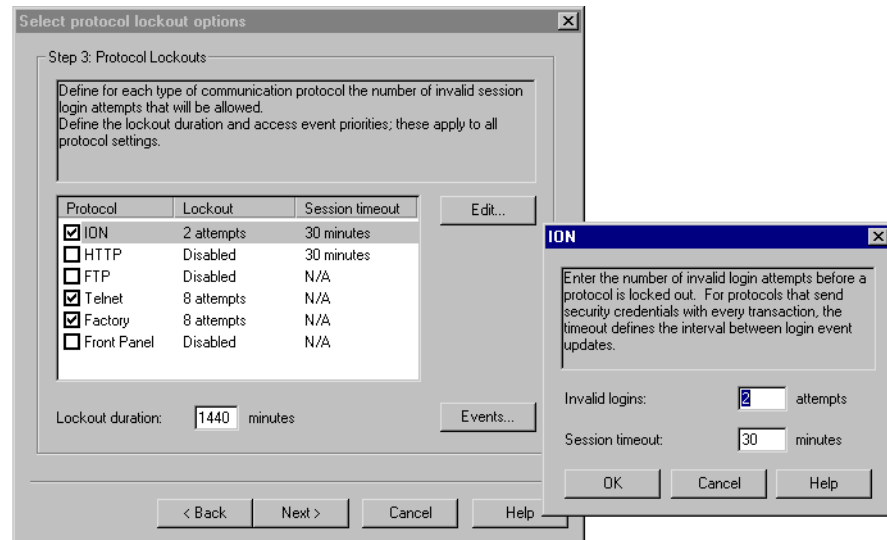 Select protocol lockout options
Step 3: Protocol Lockouts
Define for each type of communication protocol the number of invalid session
login attempts that will be allowed.
Define the lockout duration and access event priorities; these apply to all
protocol settings.
Protocol Lockout Session timeout
ION 2 attempts 30 minutes
HTTP Disabled 30 minutes
FTP Disabled N/A
Telnet 8 attempts N/A
Factory 8 attempts N/A
Front Panel Disabled N/A
Edit...
Lockout duration: 1440 minutes
Events...
< Back Next > Cancel Help
ION
Enter the number of invalid login attempts before a
protocol is locked out. For protocols that send
security credentials with every transaction, the
timeout defines the interval between login event
updates.
Invalid logins: 2 attempts
Session timeout: 30 minutes
OK Cancel Help